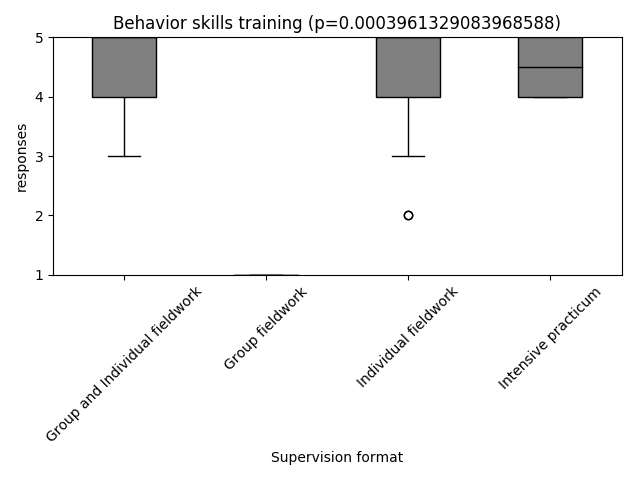 Behavior skills training (p=0.0003961329083968588)
responses
5
4
3
2
1
Group and Individual fieldwork
Group fieldwork
Individual fieldwork
Intensive practicum
Supervision format